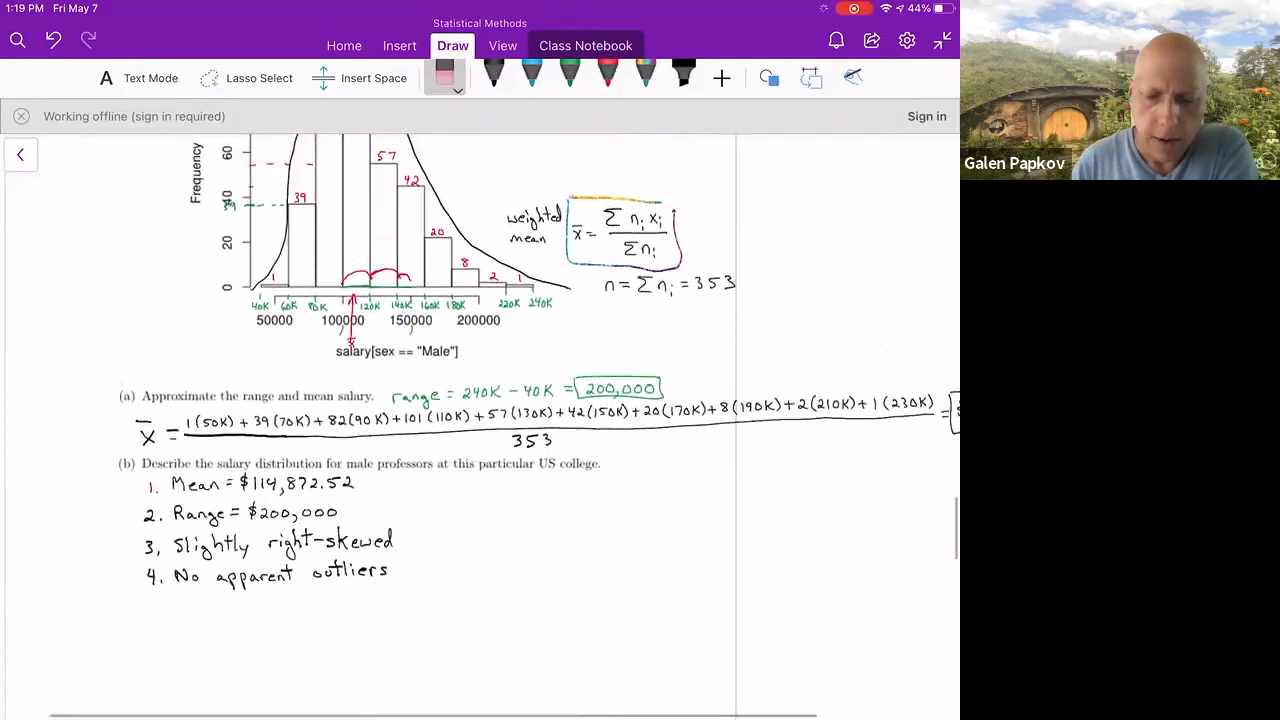 1:19 PM Fri May 7
44%
Statistical Methods
Home Insert Draw View Class Notebook
A Text Mode Lasso Select Insert Space
Working offline (sign in required) Sign in
Galen Papkov
Frequency
60
20
0
39
39
57
42
20
8
2
1
1
40K 60K 80K 120K 140K 160K 180K 220K 240K
50000 100000 150000 200000
salary[sex == "Male"]
weighted mean
x̄ = Σ nᵢ xᵢ / Σ nᵢ
n = Σ nᵢ = 353
(a) Approximate the range and mean salary. range = 240K - 40K = 200,000
x̄ = 1(50K) + 39(70K) + 82(90K) + 101(110K) + 57(130K) + 42(150K) + 20(170K) + 8(190K) + 2(210K) + 1(230K) =
353
(b) Describe the salary distribution for male professors at this particular US college.
1. Mean = $114,872.52
2. Range = $200,000
3. Slightly right-skewed
4. No apparent outliers